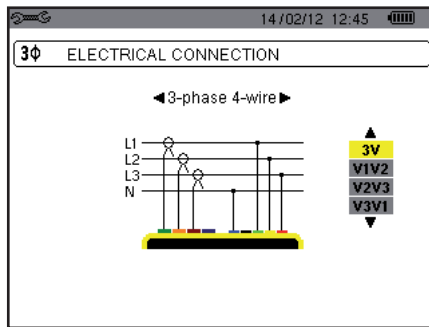 14/02/12 12:45
3Φ ELECTRICAL CONNECTION
◄3-phase 4-wire►
L1
L2
L3
N
3V
V1V2
V2V3
V3V1